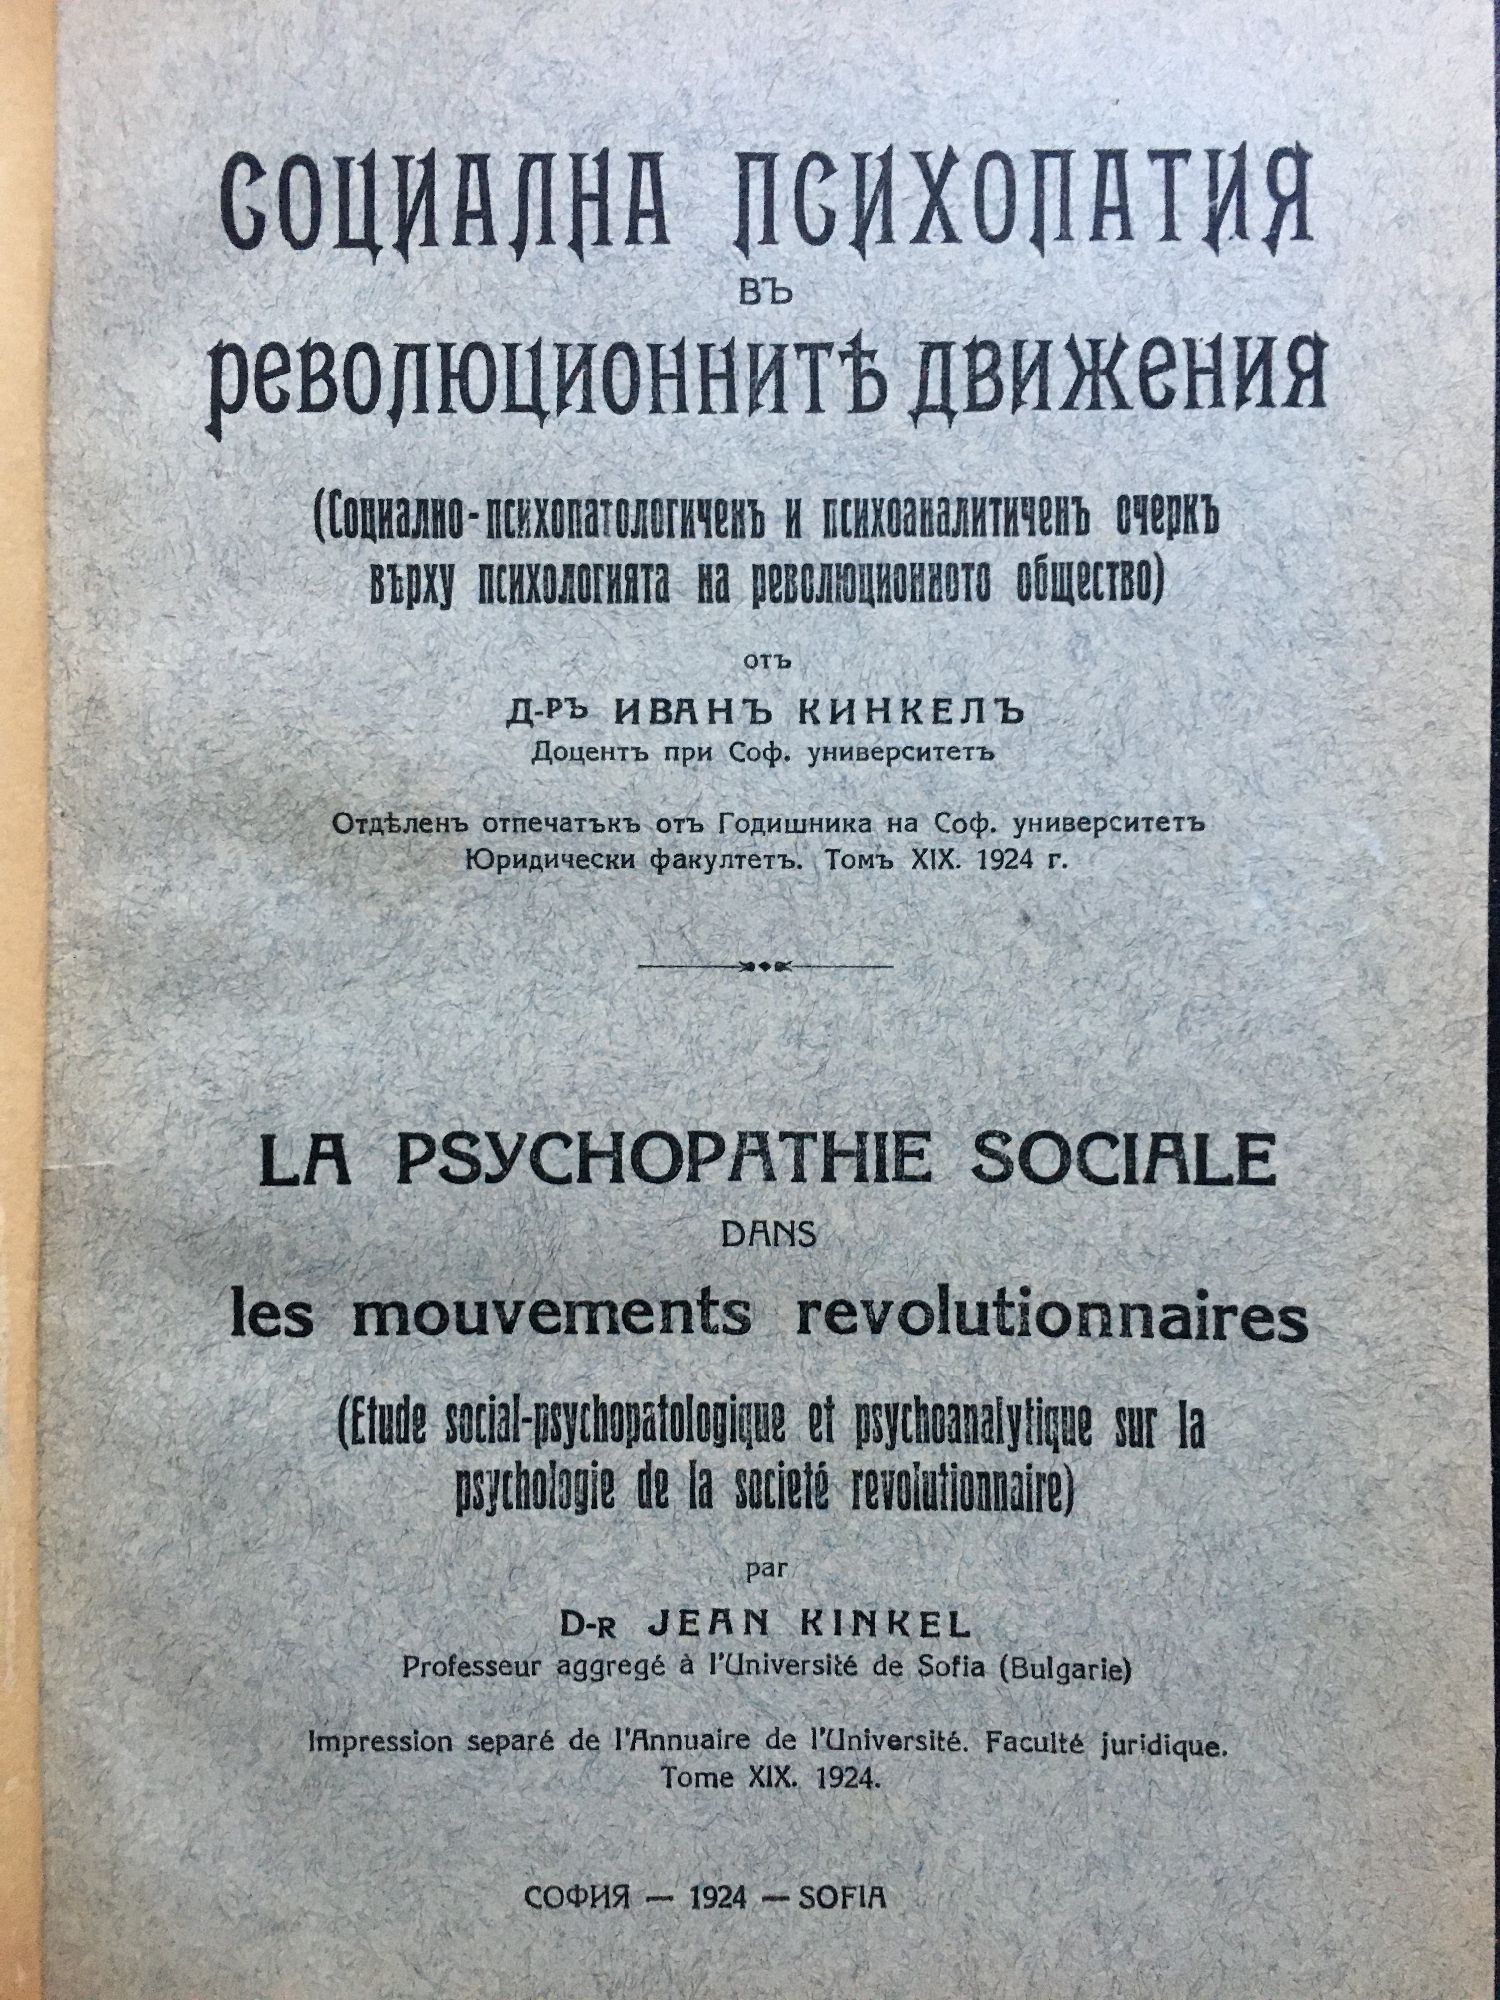 СОЦИАЛНА ПСИХОПАТИЯ
ВЪ
РЕВОЛЮЦИОННИТѢ ДВИЖЕНИЯ
(Социално-психопатологиченъ и психоаналитиченъ очеркъ
върху психологията на революционното общество)
отъ
Д-РЪ ИВАНЪ КИНКЕЛЪ
Доцентъ при Соф. университетъ
Отдѣленъ отпечатъкъ отъ Годишника на Соф. университетъ
Юридически факултетъ. Томъ XIX. 1924 г.
LA PSYCHOPATHIE SOCIALE
DANS
les mouvements revolutionnaires
(Etude social-psychopatologique et psychoanalytique sur la
psychologie de la societé revolutionnaire)
par
D-R JEAN KINKEL
Professeur aggregé à l'Université de Sofia (Bulgarie)
Impression separé de l'Annuaire de l'Université. Faculté juridique.
Tome XIX. 1924.
СОФИЯ — 1924 — SOFIA